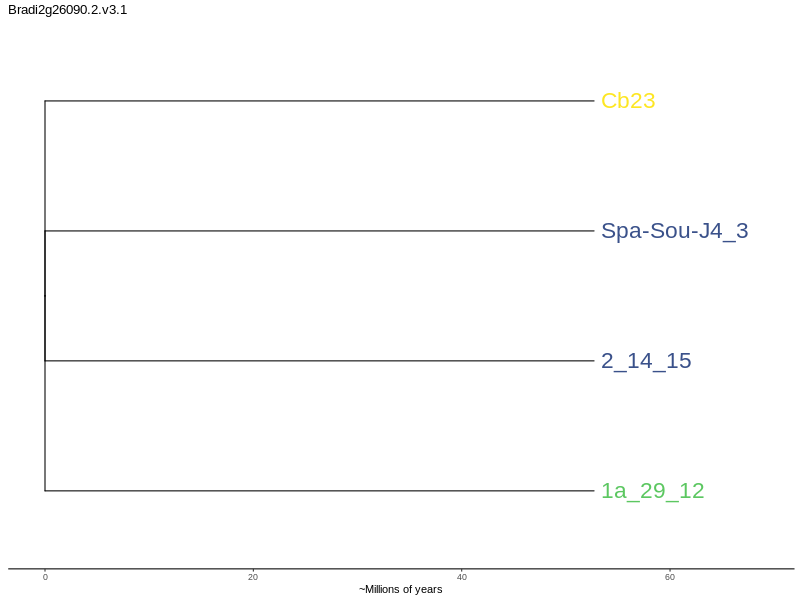 Bradi2g26090.2.v3.1
Cb23
Spa-Sou-J4_3
2_14_15
1a_29_12
0 20 40 60
~Millions of years